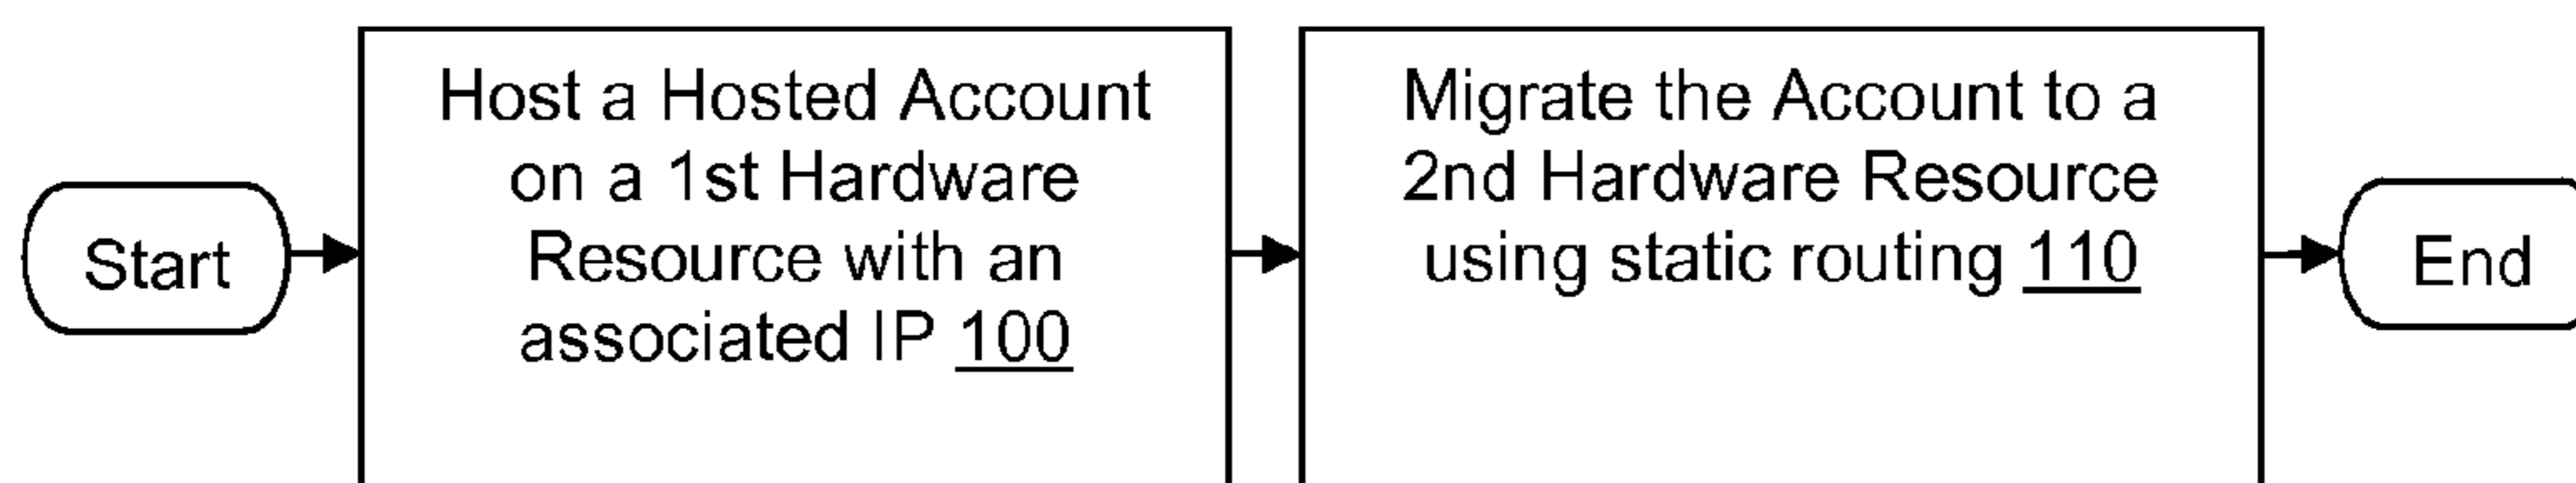 Start
Host a Hosted Account
on a 1st Hardware
Resource with an
associated IP 100
Migrate the Account to a
2nd Hardware Resource
using static routing 110
End